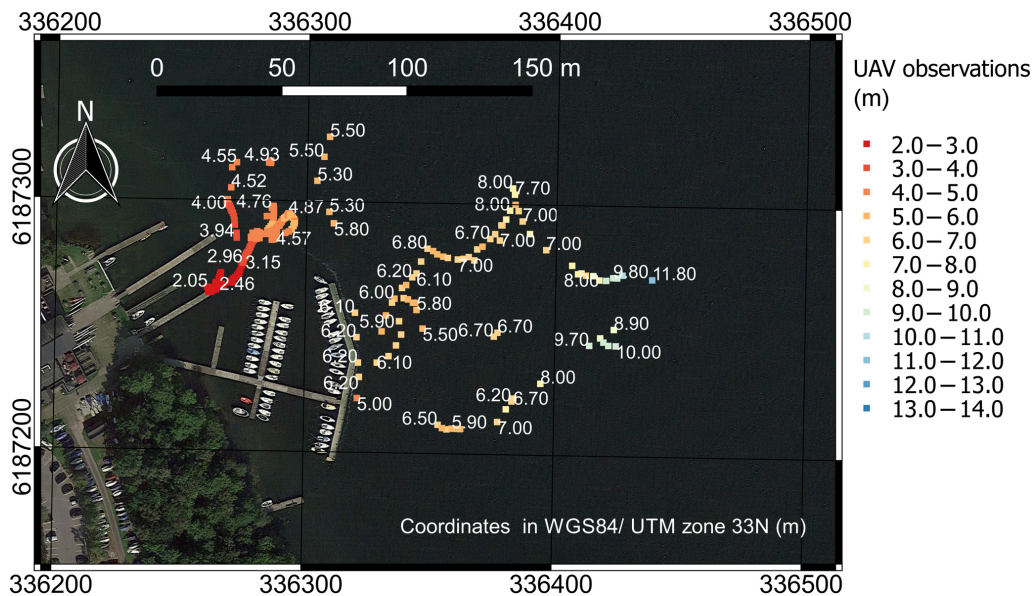 336200 336300 336400 336500
0 50 100 150 m
UAV observations
(m)
N
2.0 – 3.0
3.0 – 4.0
4.0 – 5.0
5.0 – 6.0
6.0 – 7.0
7.0 – 8.0
8.0 – 9.0
9.0 – 10.0
10.0 – 11.0
11.0 – 12.0
12.0 – 13.0
13.0 – 14.0
6187300
6187200
5.50
4.55 4.93 5.50
4.52 5.30
8.00 7.70
4.00 4.76 4.87 5.30 8.00 7.00
3.94 4.57 5.80 6.80 6.70 7.00 7.00
2.96 3.15 7.00
2.05 2.46 6.20 6.10 8.00 9.80 11.80
6.00 5.80
5.90 5.50 6.70 6.70 8.90
6.20 9.70 10.00
6.20 6.10
6.20 8.00
5.00 6.20 6.70
6.50 5.90 7.00
Coordinates in WGS84/ UTM zone 33N (m)
336200 336300 336400 336500